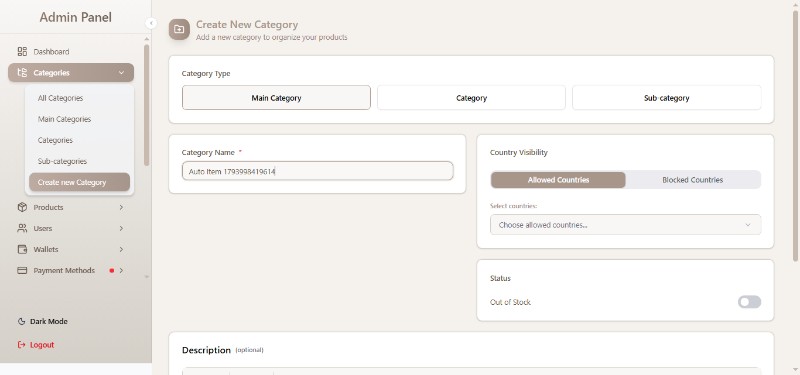 Admin Panel
Dashboard
Categories
All Categories
Main Categories
Categories
Sub-categories
Create new Category
Products
Users
Wallets
Payment Methods
Dark Mode
Logout
Create New Category
Add a new category to organize your products
Category Type
Main Category
Category
Sub-category
Category Name *
Auto Item 1793998419614
Country Visibility
Allowed Countries
Blocked Countries
Select countries:
Choose allowed countries...
Status
Out of Stock
Description (optional)